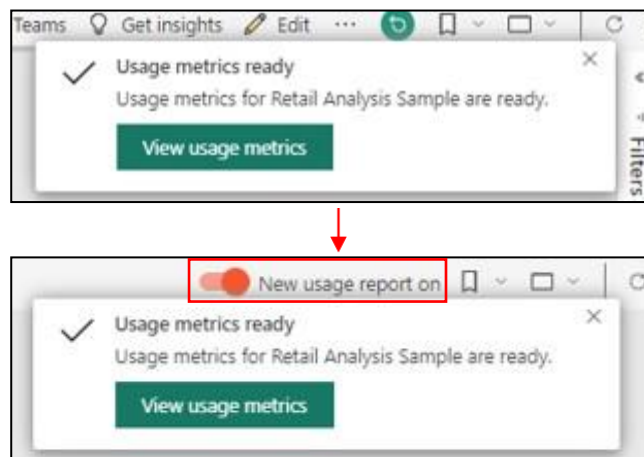 Teams Get insights Edit ...
Usage metrics ready
Usage metrics for Retail Analysis Sample are ready.
View usage metrics
Filters
New usage report on
Usage metrics ready
Usage metrics for Retail Analysis Sample are ready.
View usage metrics